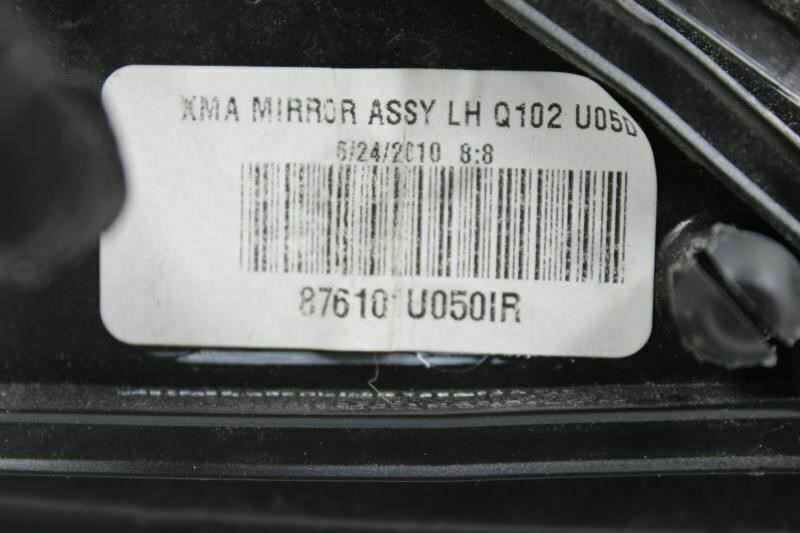 XMA MIRROR ASSY LH Q102 U05D
6/24/2010 8:8
87610 U050IR